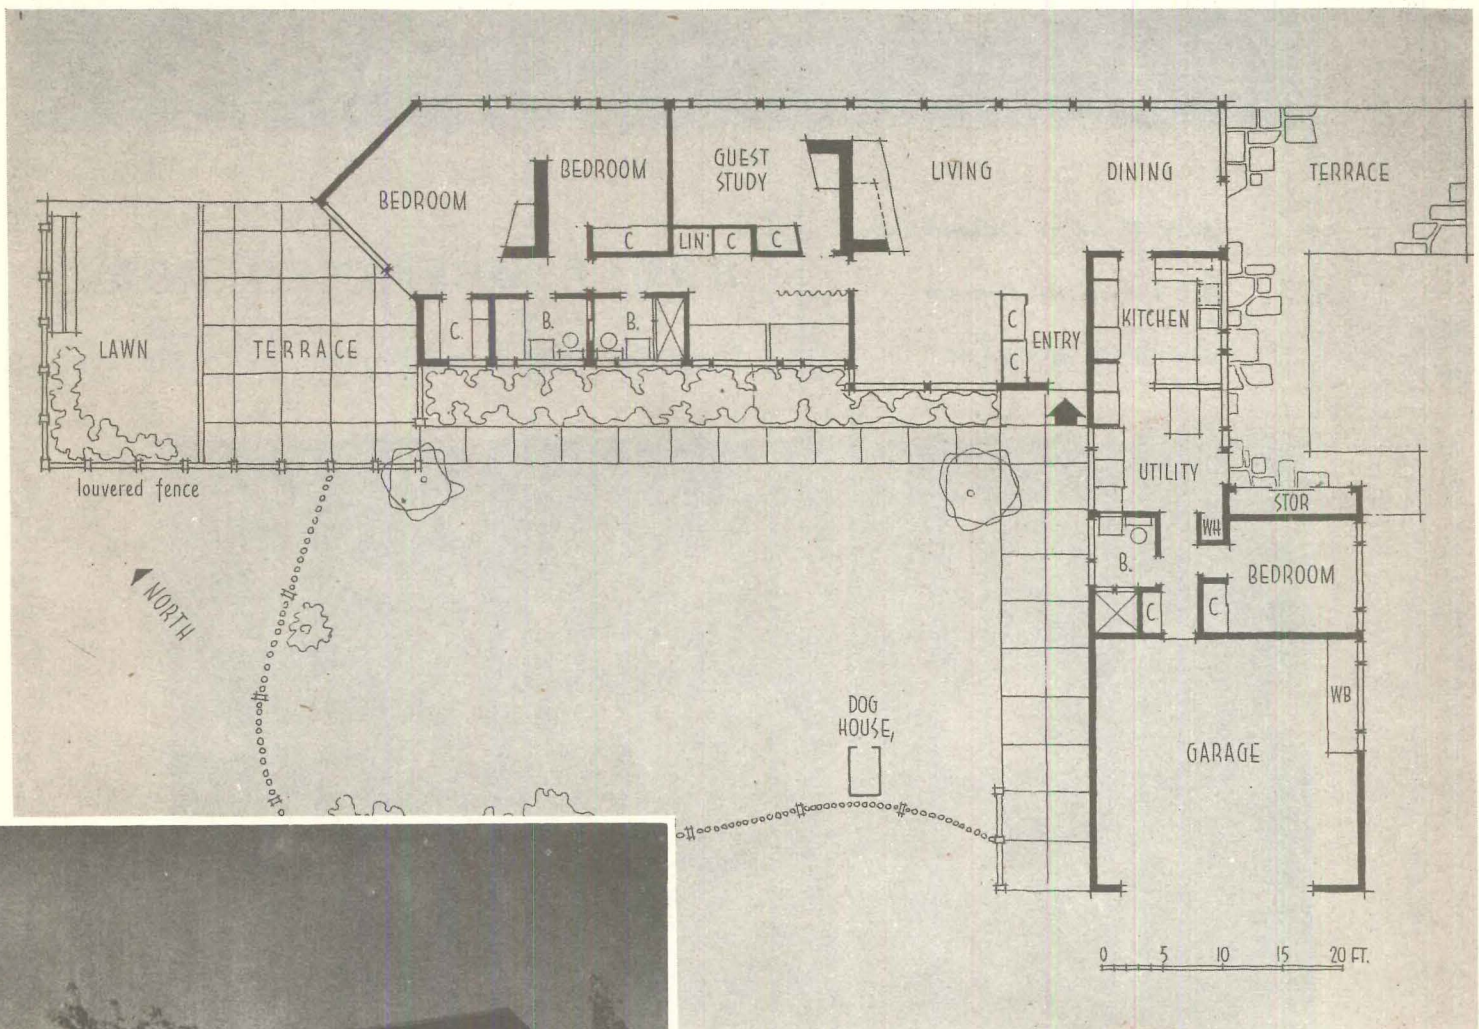 BEDROOM
BEDROOM
GUEST
STUDY
LIVING
DINING
TERRACE
C
LIN
C
C
LAWN
TERRACE
C.
B.
B.
C
C
ENTRY
KITCHEN
louvered fence
UTILITY
STOR
WH
B.
BEDROOM
C
C
NORTH
DOG
HOUSE,
WB
GARAGE
0 5 10 15 20 FT.